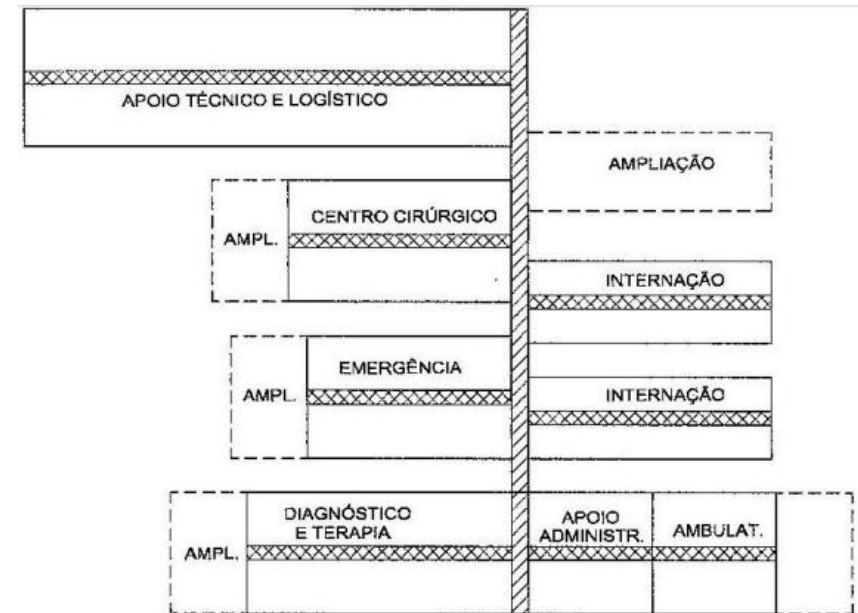 APOIO TÉCNICO E LOGÍSTICO
AMPLIAÇÃO
CENTRO CIRÚRGICO
AMPL.
INTERNAÇÃO
EMERGÊNCIA
AMPL.
INTERNAÇÃO
DIAGNÓSTICO
E TERAPIA
APOIO
ADMINISTR.
AMBULAT.
AMPL.